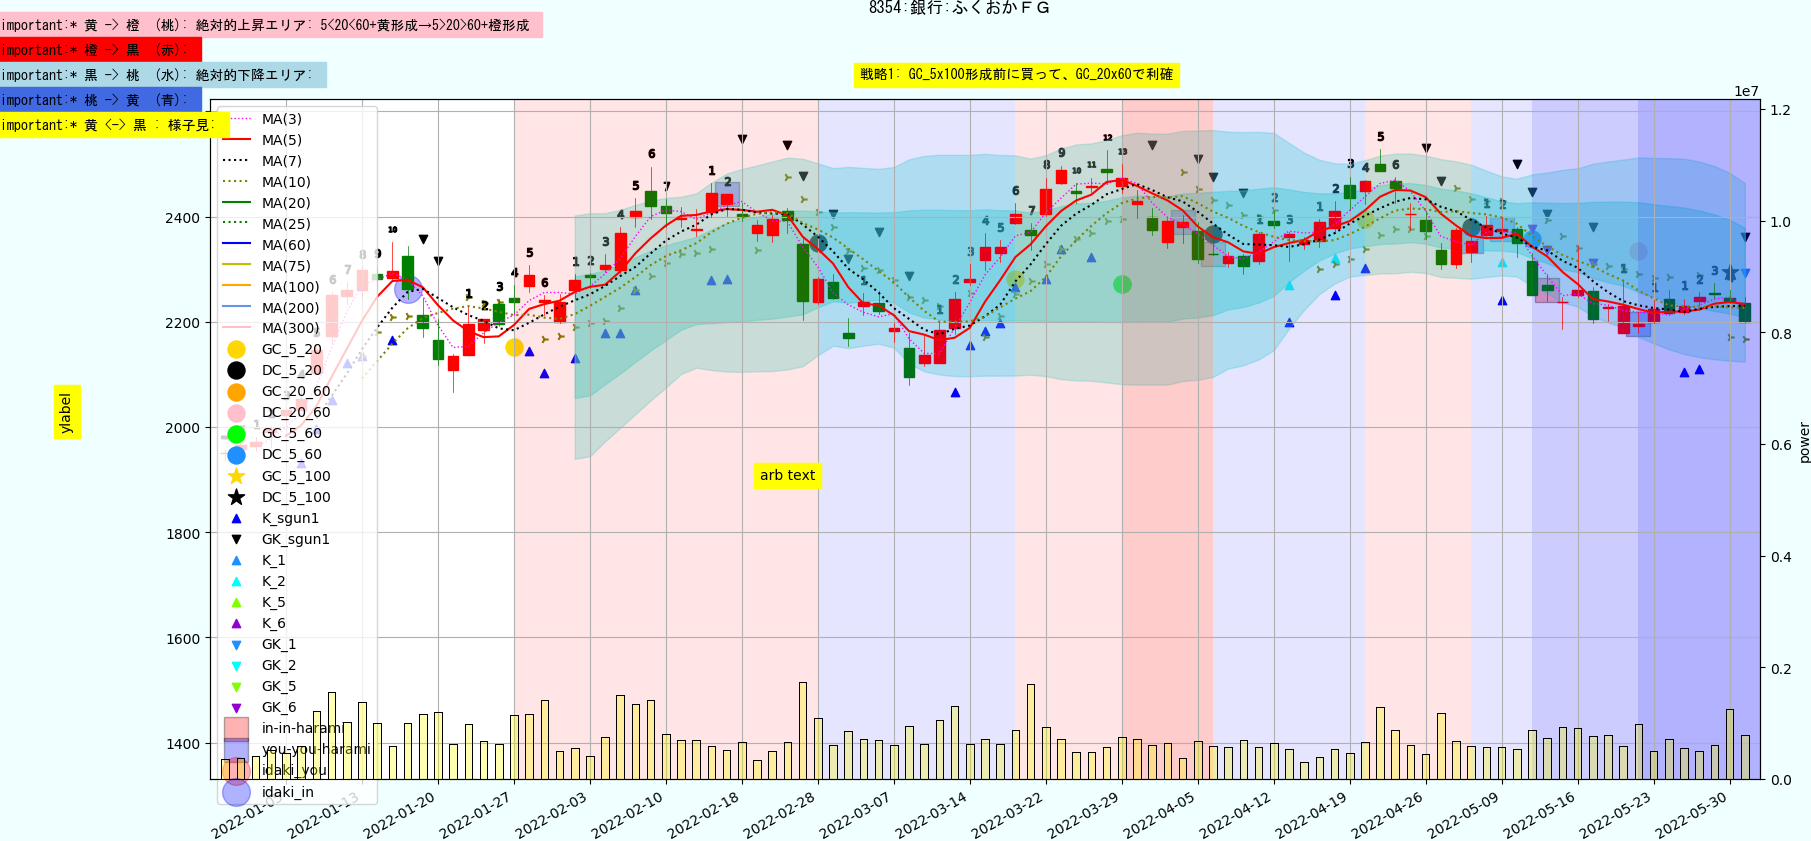 8354:銀行:ふくおかＦＧ
important:* 黄 -> 橙 (桃): 絶対的上昇エリア: 5<20<60+黄形成→5>20>60+橙形成
important:* 橙 -> 黒 (赤):
important:* 黒 -> 桃 (水): 絶対的下降エリア:
important:* 桃 -> 黄 (青):
important:* 黄 <-> 黒 : 様子見:
戦略1: GC_5x100形成前に買って、GC_20x60で利確
1e7
MA(3)
MA(5)
MA(7)
MA(10)
MA(20)
MA(25)
MA(60)
MA(75)
MA(100)
MA(200)
MA(300)
GC_5_20
DC_5_20
GC_20_60
DC_20_60
GC_5_60
DC_5_60
GC_5_100
DC_5_100
K_sgun1
GK_sgun1
K_1
K_2
K_5
K_6
GK_1
GK_2
GK_5
GK_6
in-in-harami
you-you-harami
idaki_you
idaki_in
2400
2200
2000
1800
1600
1400
ylabel
arb text
1.2
1.0
0.8
0.6
0.4
0.2
0.0
power
2022-01-13
2022-01-20
2022-01-27
2022-02-03
2022-02-10
2022-02-18
2022-02-28
2022-03-07
2022-03-14
2022-03-22
2022-03-29
2022-04-05
2022-04-12
2022-04-19
2022-04-26
2022-05-09
2022-05-16
2022-05-23
2022-05-30